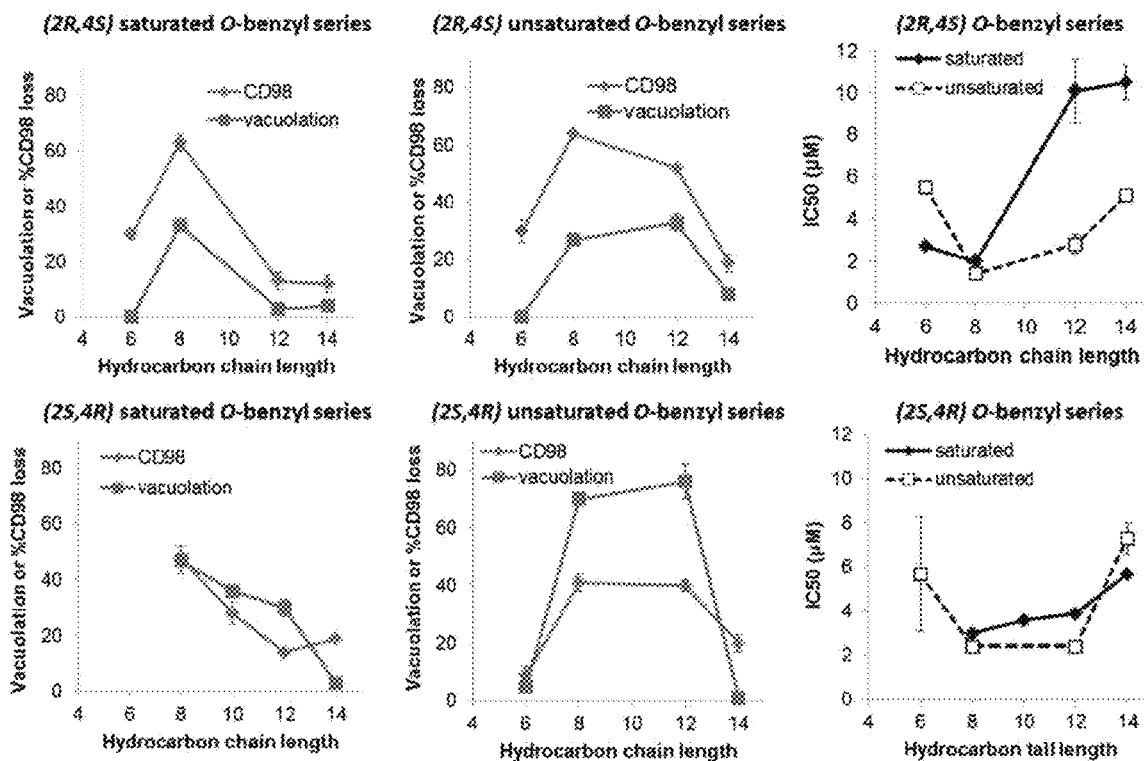 (2R,4S) saturated O-benzyl series
Vacuolation or %CD98 loss
80
60
40
20
0
CD98
vacuolation
4 6 8 10 12 14
Hydrocarbon chain length
(2R,4S) unsaturated O-benzyl series
Vacuolation or %CD98 loss
80
60
40
20
0
CD98
vacuolation
4 6 8 10 12 14
Hydrocarbon chain length
(2R,4S) O-benzyl series
IC50 (µM)
12
10
8
6
4
2
0
saturated
unsaturated
4 6 8 10 12 14
Hydrocarbon chain length
(2S,4R) saturated O-benzyl series
Vacuolation or %CD98 loss
80
60
40
20
0
CD98
vacuolation
4 6 8 10 12 14
Hydrocarbon chain length
(2S,4R) unsaturated O-benzyl series
Vacuolation or %CD98 loss
80
60
40
20
0
CD98
vacuolation
4 6 8 10 12 14
Hydrocarbon chain length
(2S,4R) O-benzyl series
IC50 (µM)
12
10
8
6
4
2
0
saturated
unsaturated
4 6 8 10 12 14
Hydrocarbon tail length